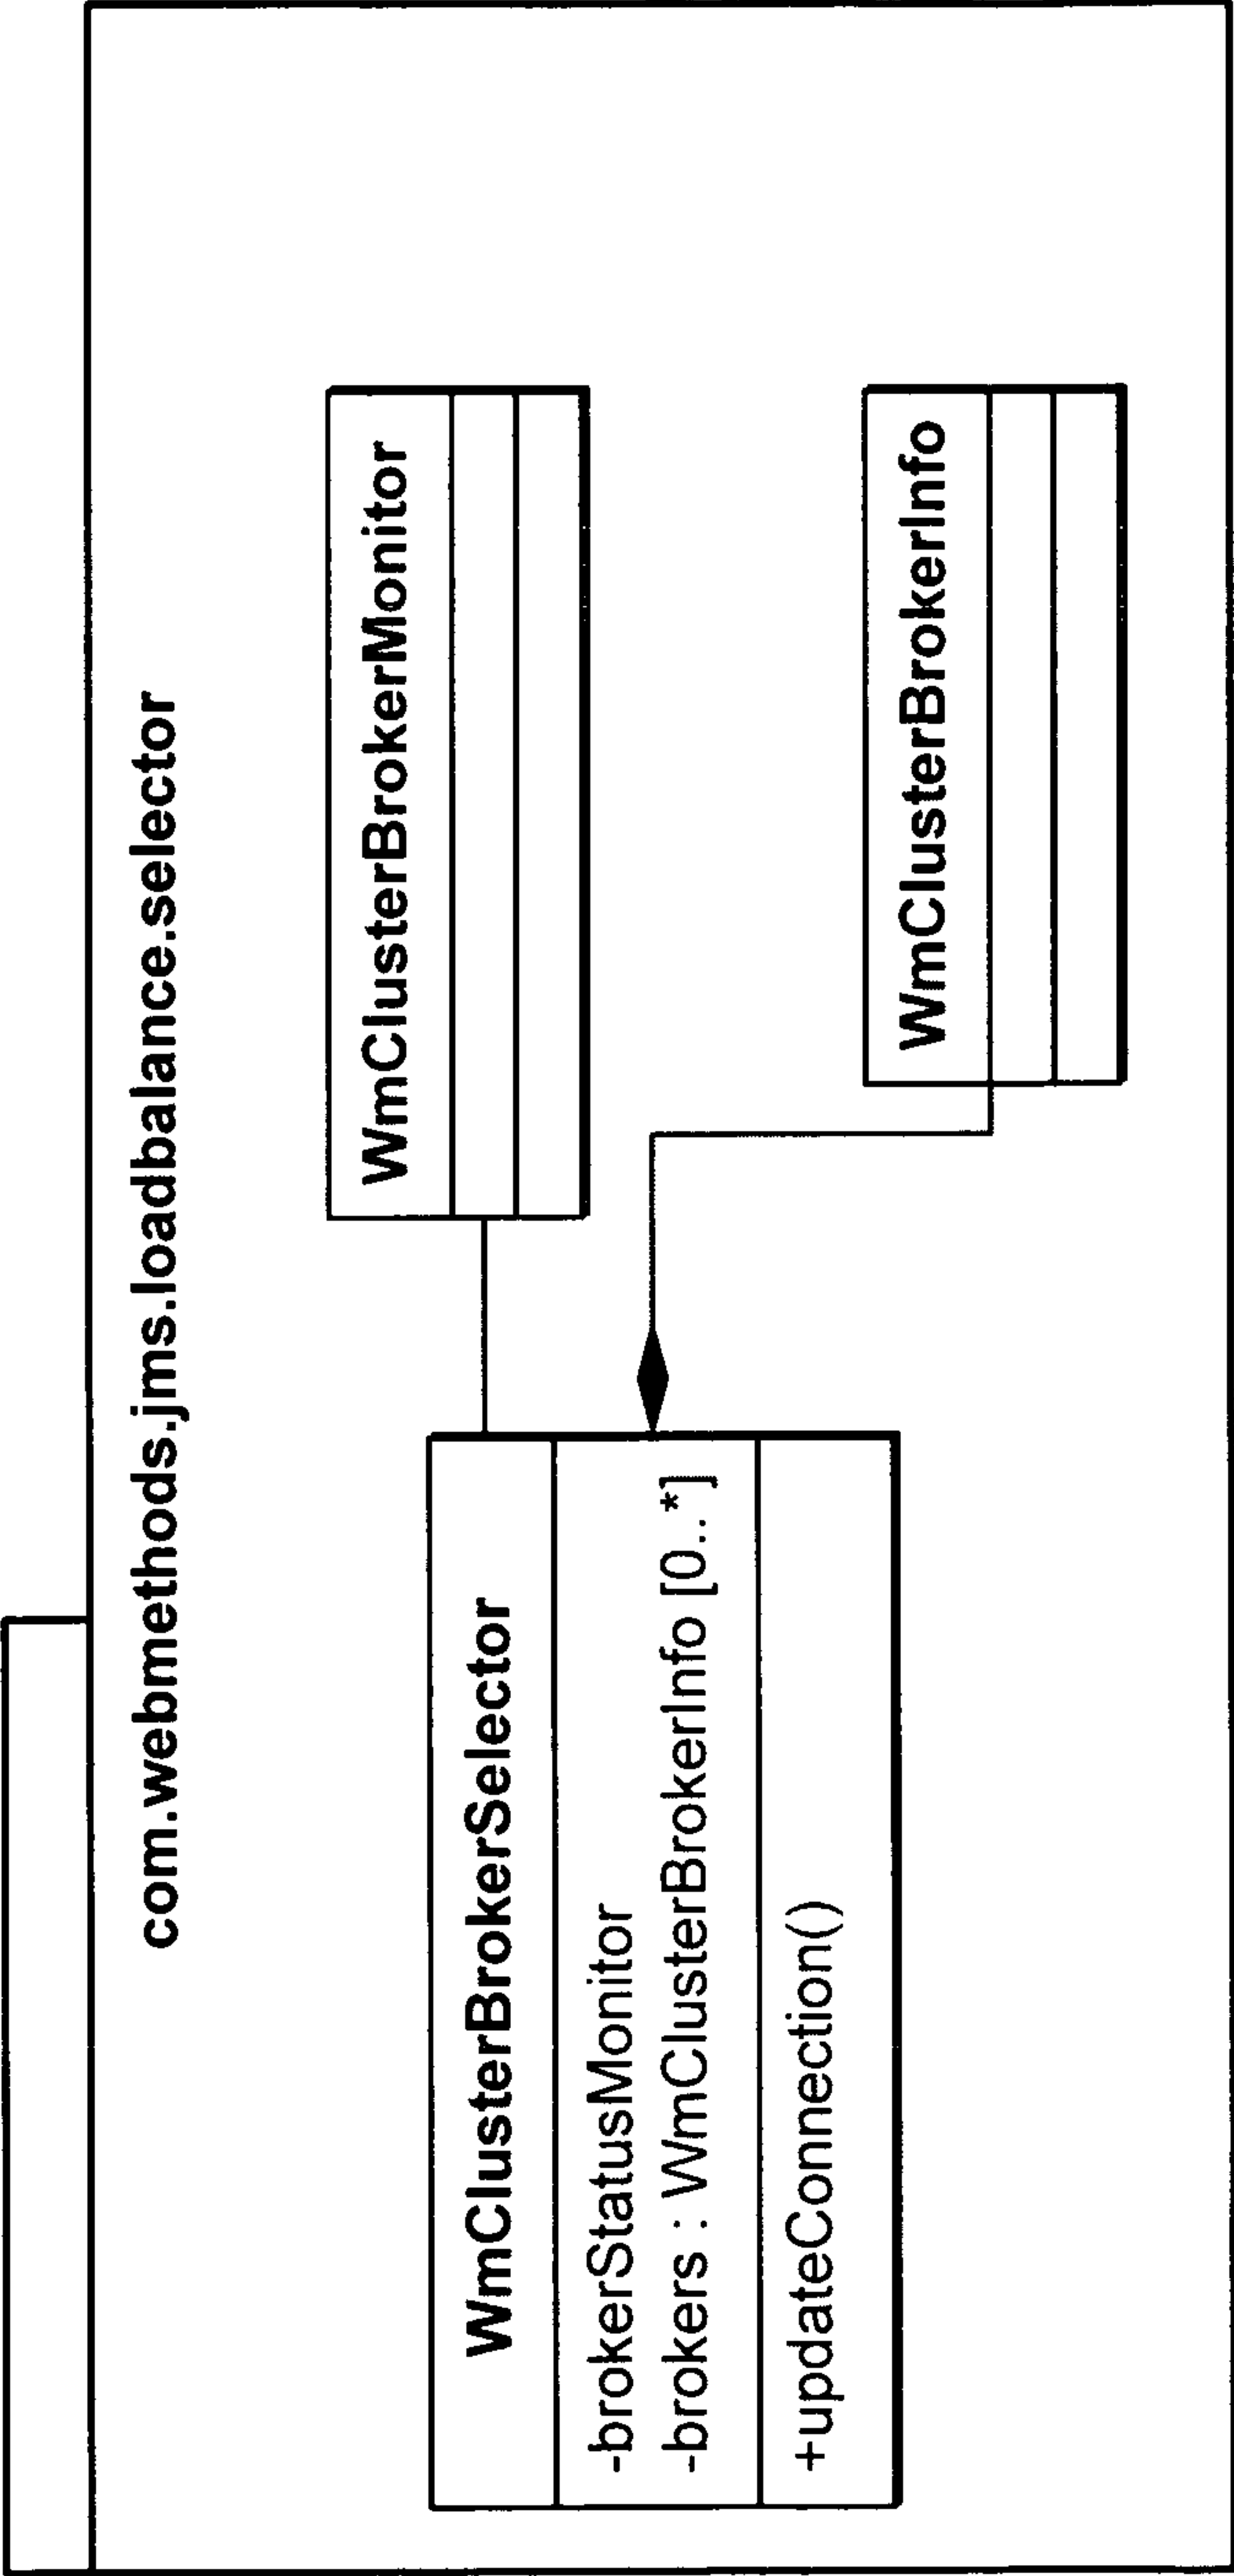 com.webmethods.jms.loadbalance.selector
WmClusterBrokerSelector
-brokerStatusMonitor
-brokers : WmClusterBrokerInfo [0..*]
+updateConnection()
WmClusterBrokerMonitor
WmClusterBrokerInfo